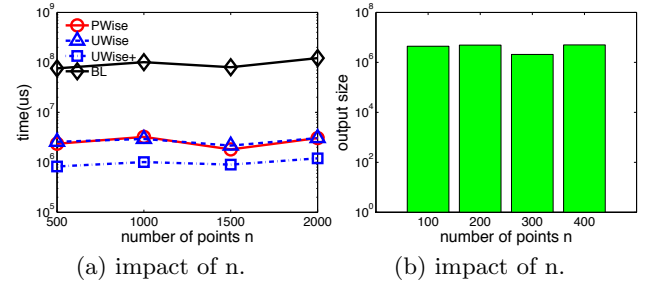 PWise
UWise
UWise+
BL
time(us)
10^9
10^8
10^7
10^6
10^5
500
1000
1500
2000
number of points n
(a) impact of n.
output size
10^8
10^6
10^4
10^2
10^0
100
200
300
400
number of points n
(b) impact of n.